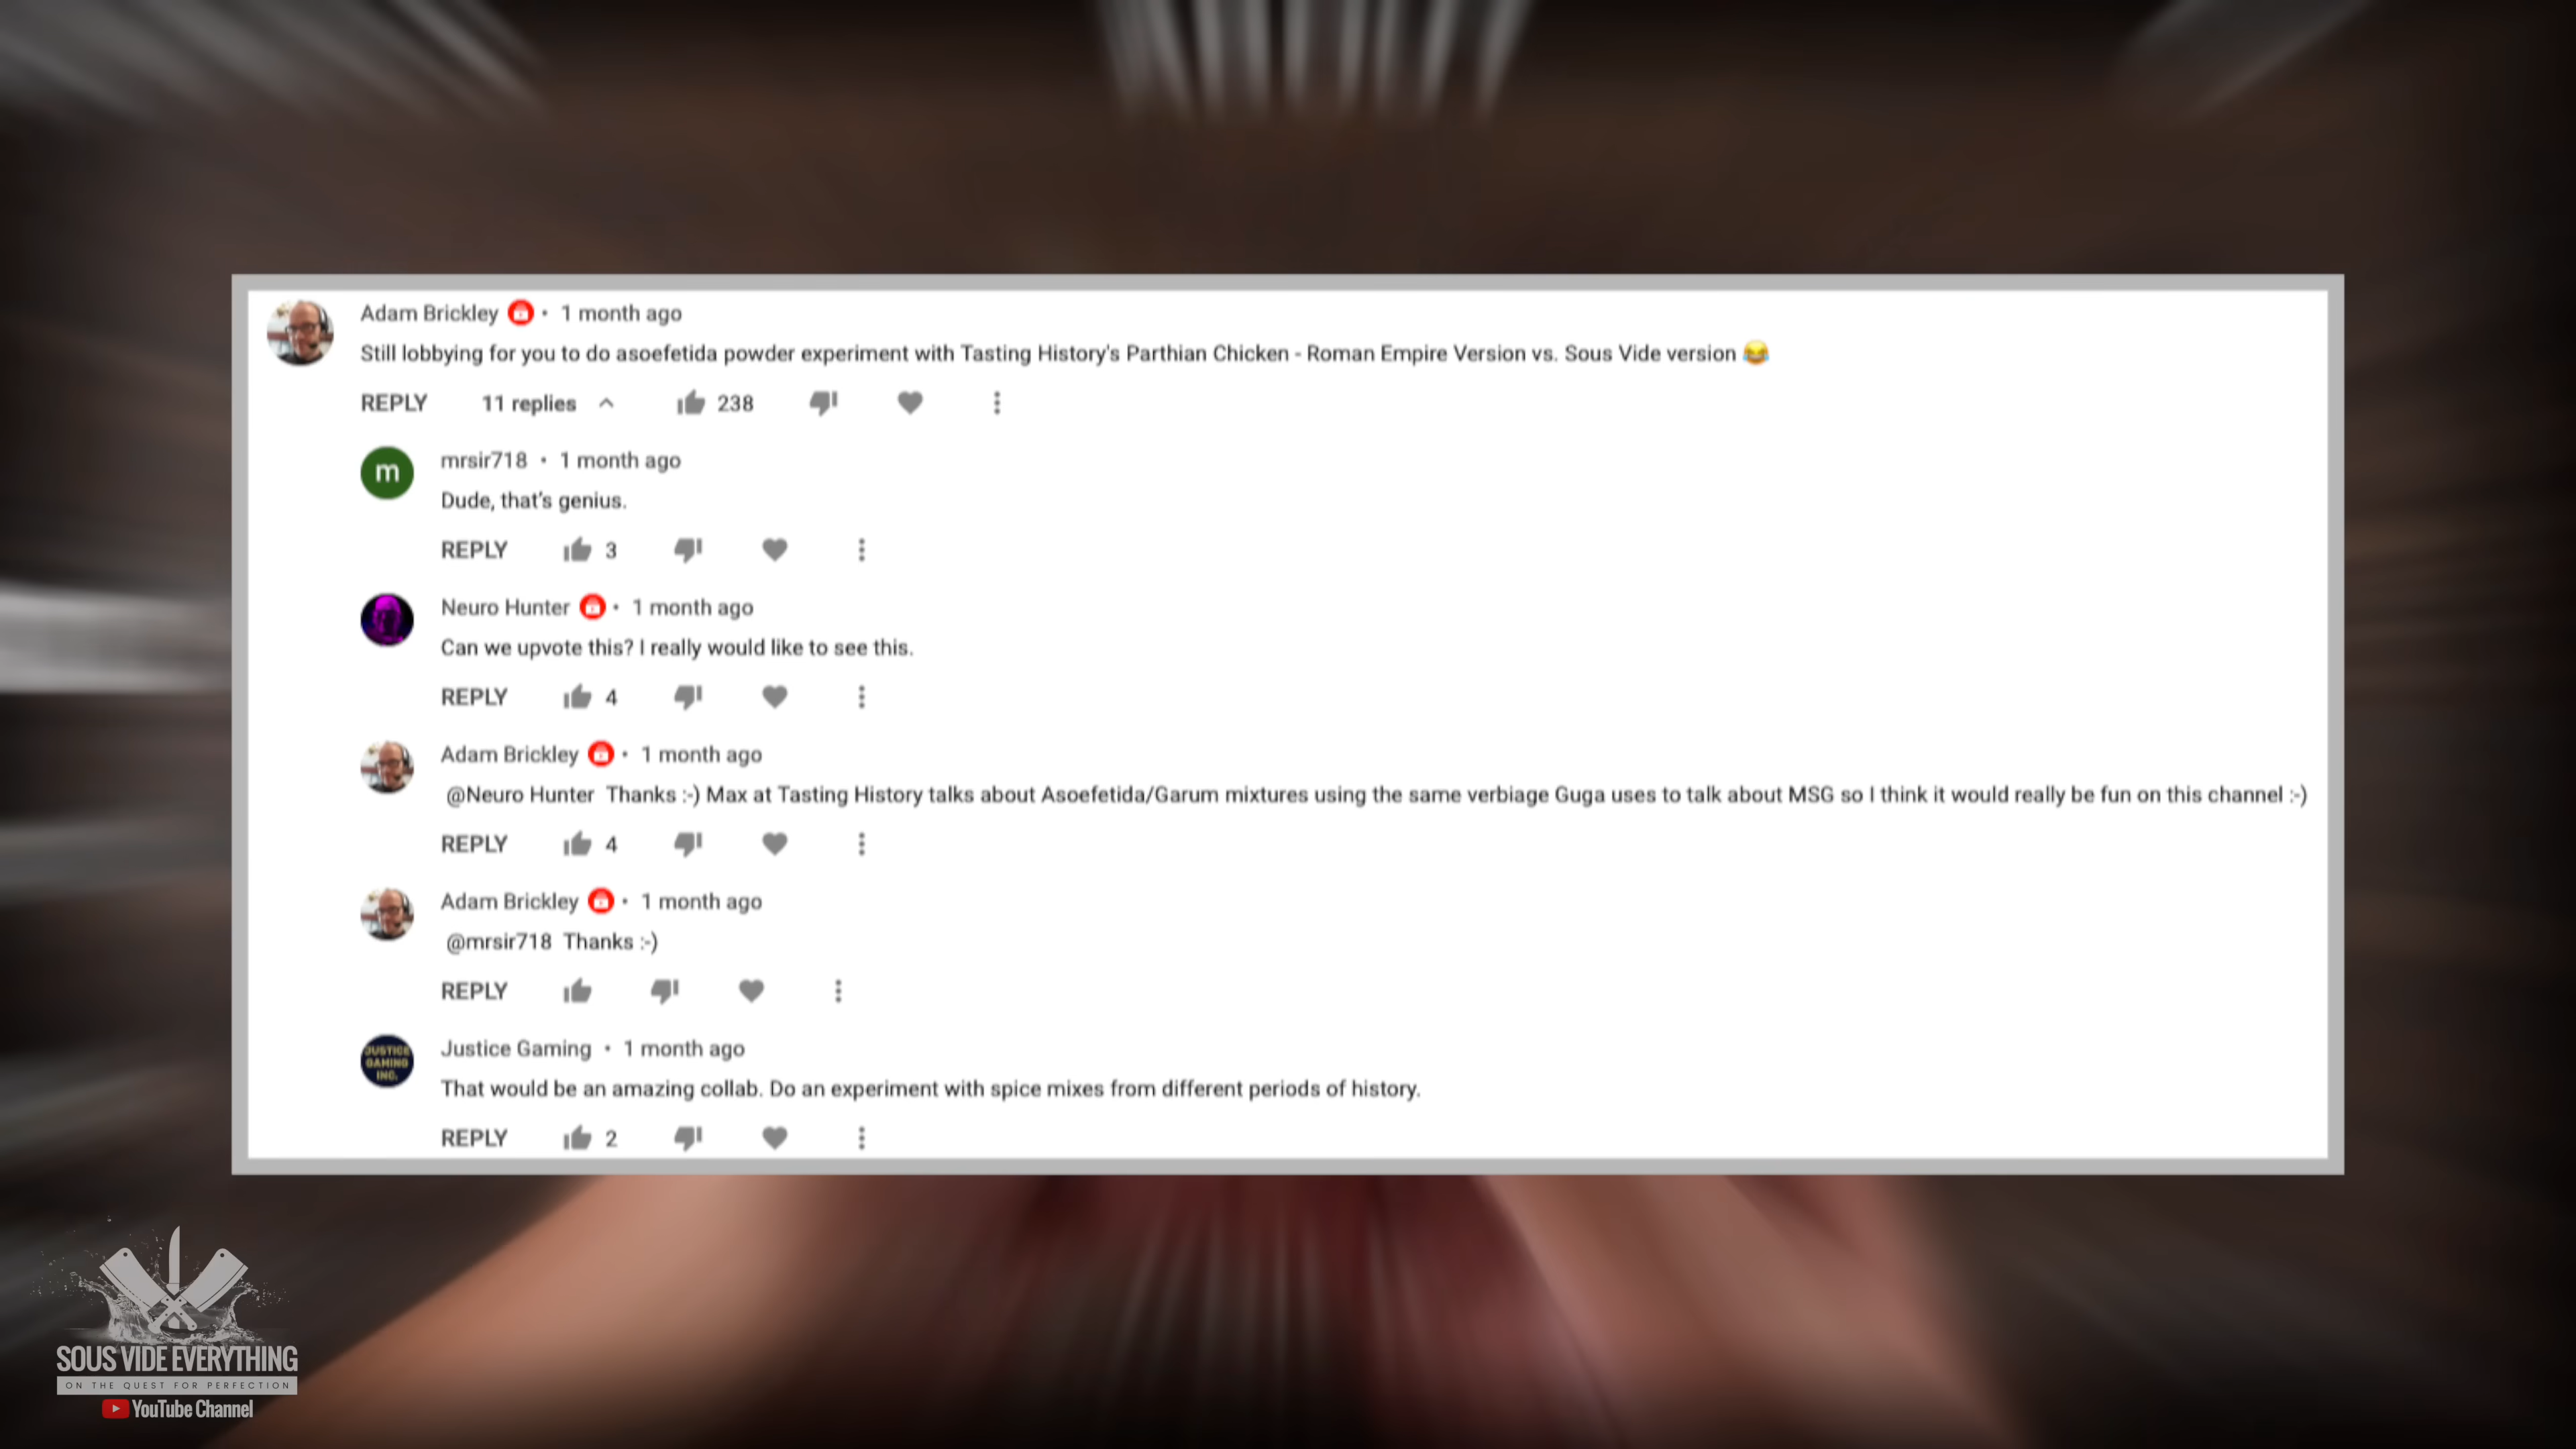 Adam Brickley • 1 month ago
Still lobbying for you to do asoefetida powder experiment with Tasting History's Parthian Chicken - Roman Empire Version vs. Sous Vide version 😂
REPLY 11 replies 238
m
mrsir718 • 1 month ago
Dude, that's genius.
REPLY 3
Neuro Hunter • 1 month ago
Can we upvote this? I really would like to see this.
REPLY 4
Adam Brickley • 1 month ago
@Neuro Hunter Thanks :-) Max at Tasting History talks about Asoefetida/Garum mixtures using the same verbiage Guga uses to talk about MSG so I think it would really be fun on this channel :-)
REPLY 4
Adam Brickley • 1 month ago
@mrsir718 Thanks :-)
REPLY
JUSTICE
GAMING
INC.
Justice Gaming • 1 month ago
That would be an amazing collab. Do an experiment with spice mixes from different periods of history.
REPLY 2
SOUS VIDE EVERYTHING
ON THE QUEST FOR PERFECTION
YouTube Channel